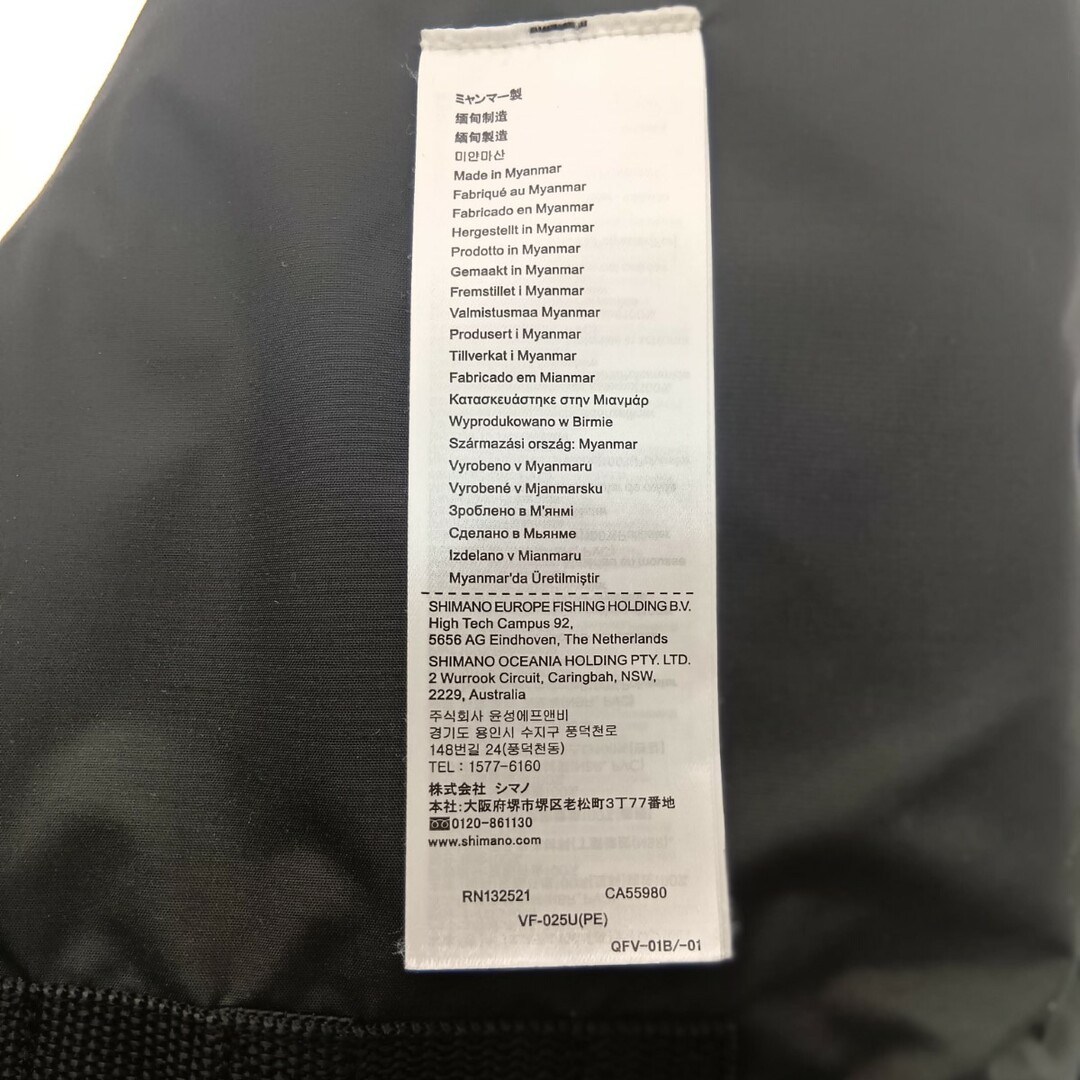 ミャンマー製
缅甸制造
緬甸製造
미얀마산
Made in Myanmar
Fabriqué au Myanmar
Fabricado en Myanmar
Hergestellt in Myanmar
Prodotto in Myanmar
Gemaakt in Myanmar
Fremstillet i Myanmar
Valmistusmaa Myanmar
Produsert i Myanmar
Tillverkat i Myanmar
Fabricado em Mianmar
Κατασκευάστηκε στην Μιανμάρ
Wyprodukowano w Birmie
Származási ország: Myanmar
Vyrobeno v Myanmaru
Vyrobené v Mjanmarsku
Зроблено в М'янмі
Сделано в Мьянме
Izdelano v Mianmaru
Myanmar'da Üretilmiştir
SHIMANO EUROPE FISHING HOLDING B.V.
High Tech Campus 92,
5656 AG Eindhoven, The Netherlands
SHIMANO OCEANIA HOLDING PTY. LTD.
2 Wurrook Circuit, Caringbah, NSW,
2229, Australia
주식회사 윤성에프앤비
경기도 용인시 수지구 풍덕천로
148번길 24(풍덕천동)
TEL : 1577-6160
株式会社 シマノ
本社:大阪府堺市堺区老松町3丁77番地
0120-861130
www.shimano.com
RN132521 CA55980
VF-025U(PE)
QFV-01B/-01